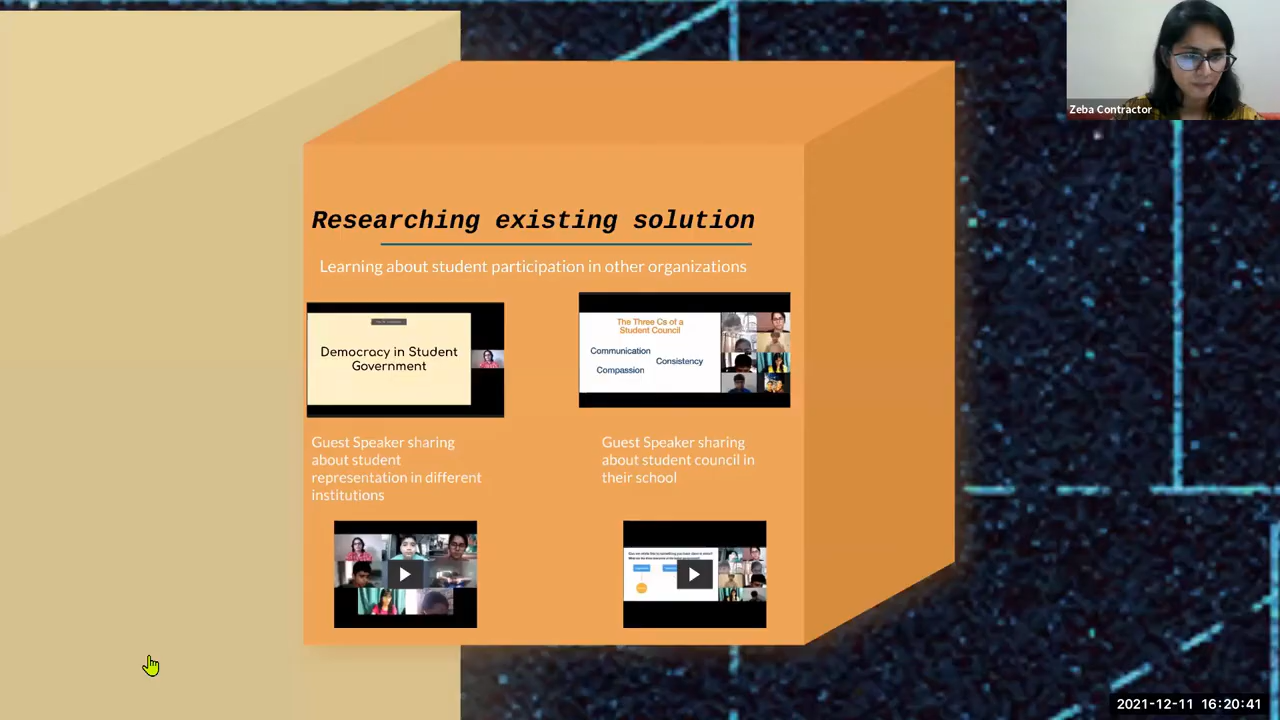 Zeba Contractor
Researching existing solution
Learning about student participation in other organizations
Democracy in Student
Government
The Three Cs of a
Student Council
Communication
Consistency
Compassion
Guest Speaker sharing
about student
representation in different
institutions
Guest Speaker sharing
about student council in
their school
2021-12-11 16:20:41